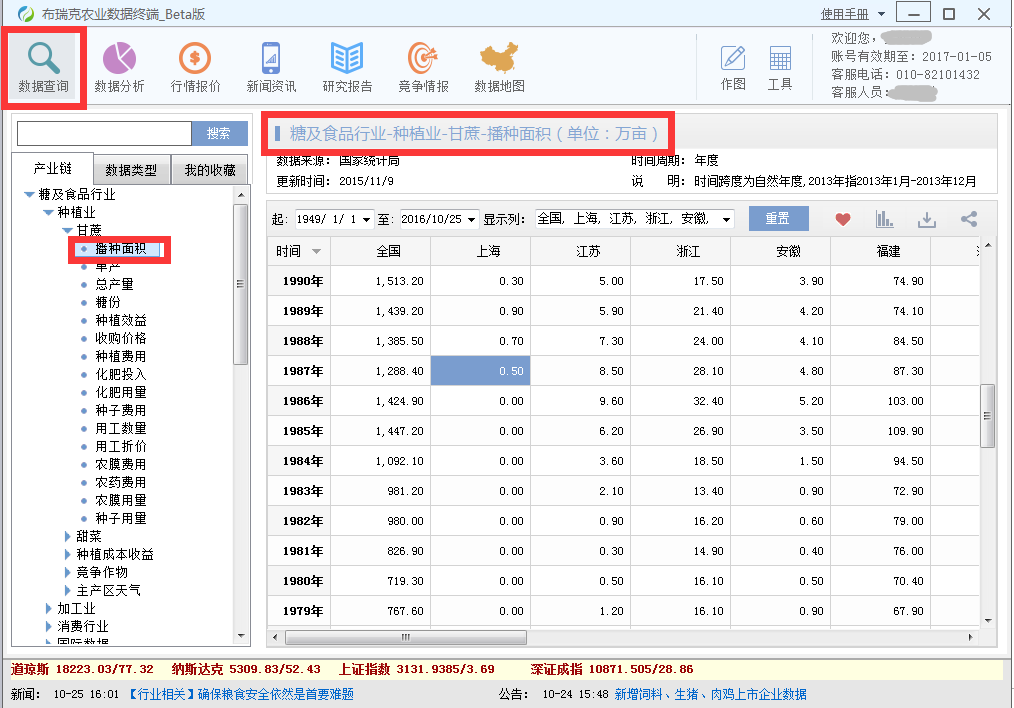 布瑞克农业数据终端_Beta版
使用手册
数据查询 数据分析 行情报价 新闻资讯 研究报告 竞争情报 数据地图 作图 工具
欢迎您,
账号有效期至: 2017-01-05
客服电话: 010-82101432
客服人员:
搜索
产业链 数据类型 我的收藏
糖及食品行业
种植业
甘蔗
播种面积
单产
总产量
糖份
种植效益
收购价格
种植费用
化肥投入
化肥用量
种子费用
用工数量
用工折价
农膜费用
农药费用
农膜用量
种子用量
甜菜
种植成本收益
竞争作物
主产区天气
加工业
消费行业
国际数据
糖及食品行业-种植业-甘蔗-播种面积(单位:万亩)
数据来源: 国家统计局 时间周期: 年度
更新时间: 2015/11/9 说 明: 时间跨度为自然年度,2013年指2013年1月-2013年12月
起: 1949/ 1/ 1 至: 2016/10/25 显示列: 全国, 上海, 江苏, 浙江, 安徽, 重置
时间 全国 上海 江苏 浙江 安徽 福建
1990年 1,513.20 0.30 5.00 17.50 3.90 74.90
1989年 1,439.20 0.90 5.90 21.40 4.20 74.10
1988年 1,385.50 0.70 7.30 24.00 4.10 84.50
1987年 1,288.40 0.50 8.50 28.10 4.80 87.30
1986年 1,424.90 0.00 9.60 32.40 5.20 103.00
1985年 1,447.20 0.00 6.20 26.90 3.50 109.90
1984年 1,092.10 0.00 3.60 18.50 1.50 94.50
1983年 981.20 0.00 2.10 13.40 0.90 72.90
1982年 980.00 0.00 0.90 16.20 0.60 79.00
1981年 826.90 0.00 0.30 14.90 0.40 76.00
1980年 719.30 0.00 0.50 16.10 0.50 70.40
1979年 767.60 0.00 1.20 16.10 0.90 67.90
道琼斯 18223.03/77.32 纳斯达克 5309.83/52.43 上证指数 3131.9385/3.69 深证成指 10871.505/28.86
新闻: 10-25 16:01 【行业相关】确保粮食安全依然是首要难题 公告: 10-24 15:48 新增饲料、生猪、肉鸡上市企业数据